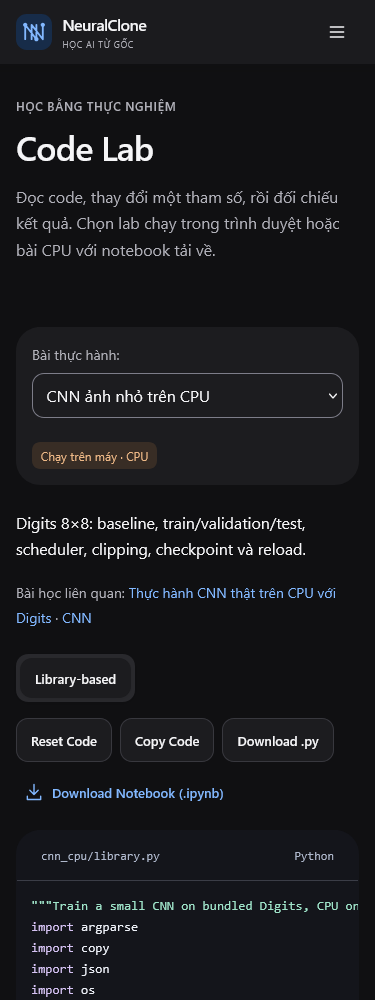 NeuralClone
HỌC AI TỪ GỐC
HỌC BẰNG THỰC NGHIỆM
Code Lab
Đọc code, thay đổi một tham số, rồi đối chiếu
kết quả. Chọn lab chạy trong trình duyệt hoặc
bài CPU với notebook tải về.
Bài thực hành:
CNN ảnh nhỏ trên CPU
Chạy trên máy · CPU
Digits 8×8: baseline, train/validation/test,
scheduler, clipping, checkpoint và reload.
Bài học liên quan: Thực hành CNN thật trên CPU với
Digits · CNN
Library-based
Reset Code
Copy Code
Download .py
Download Notebook (.ipynb)
cnn_cpu/library.py
Python
"""Train a small CNN on bundled Digits, CPU on
import argparse
import copy
import json
import os